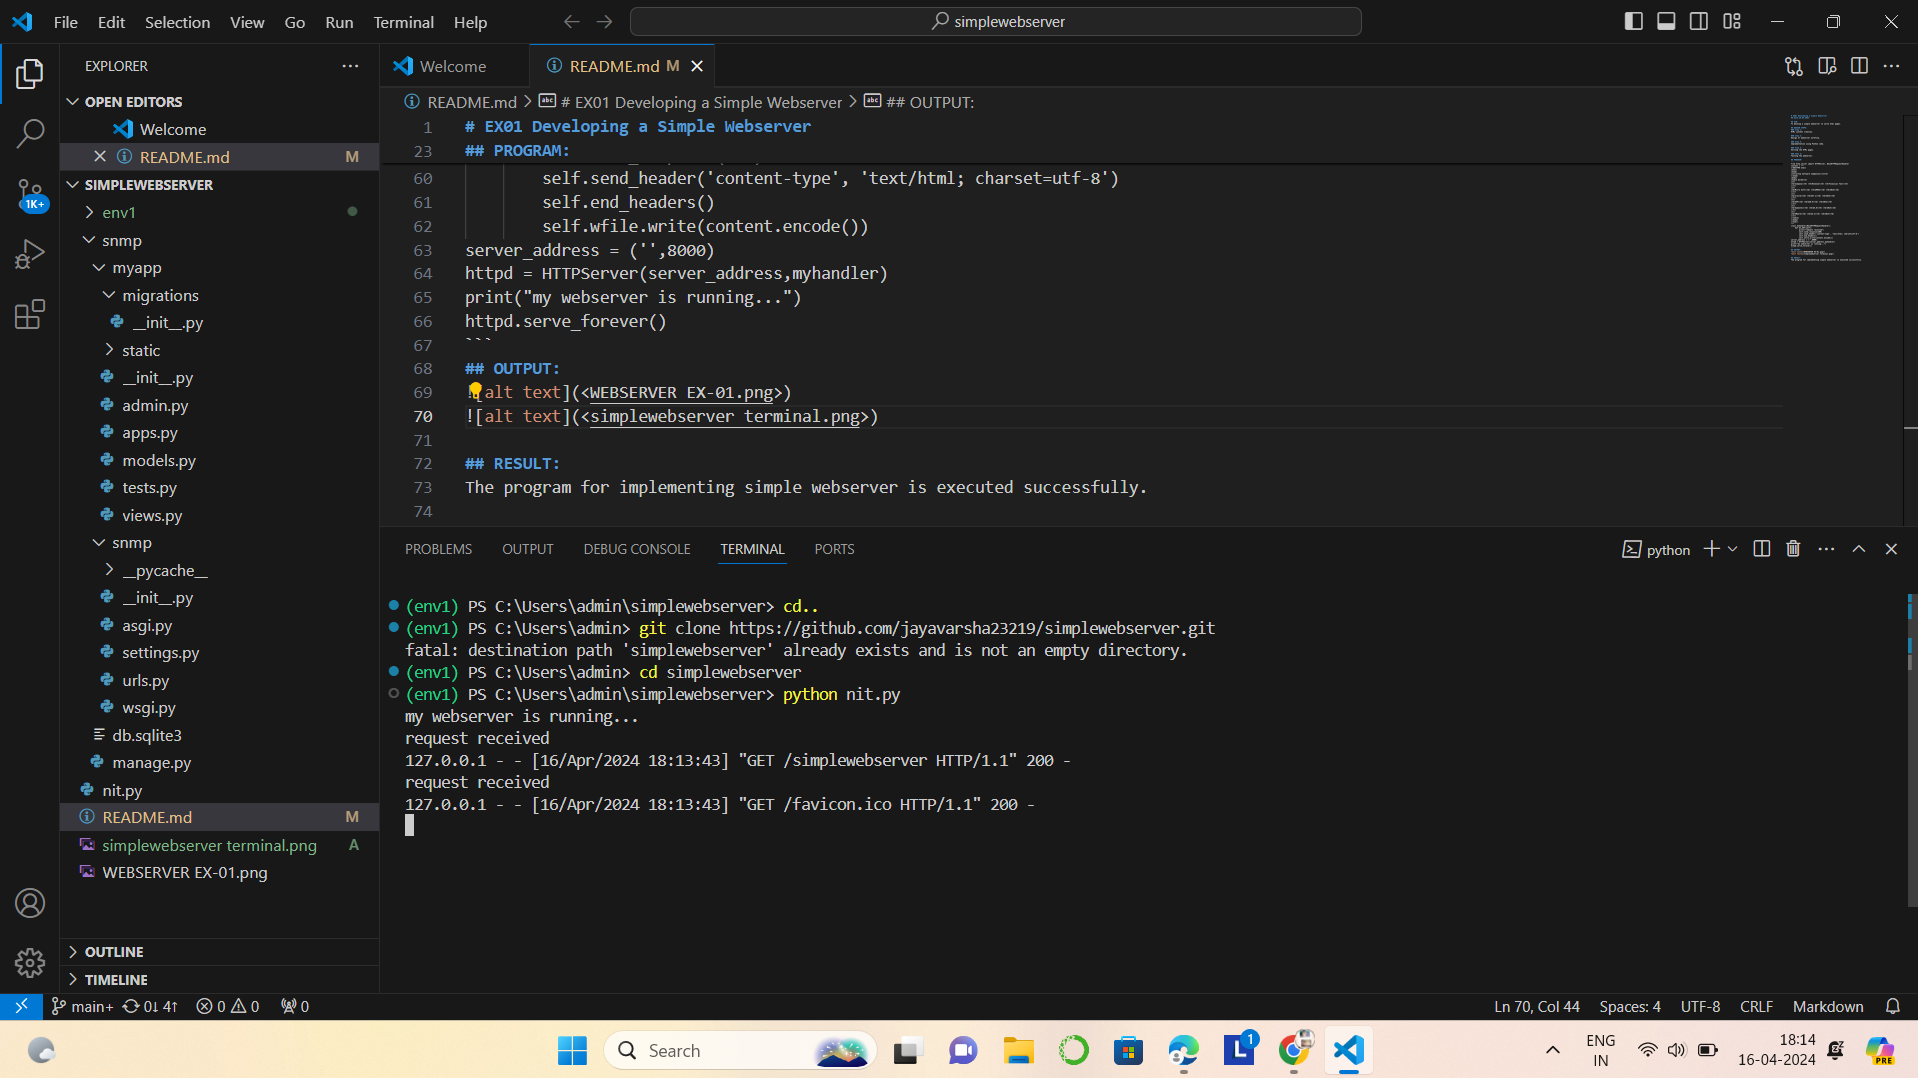 File Edit Selection View Go Run Terminal Help
simplewebserver
EXPLORER
OPEN EDITORS
Welcome
README.md M
SIMPLEWEBSERVER
env1
snmp
myapp
migrations
__init__.py
static
__init__.py
admin.py
apps.py
models.py
tests.py
views.py
snmp
__pycache__
__init__.py
asgi.py
settings.py
urls.py
wsgi.py
db.sqlite3
manage.py
nit.py
README.md M
simplewebserver terminal.png A
WEBSERVER EX-01.png
OUTLINE
TIMELINE
1K+
Welcome
README.md M
README.md > # EX01 Developing a Simple Webserver > ## OUTPUT:
1 # EX01 Developing a Simple Webserver
23 ## PROGRAM:
60 self.send_header('content-type', 'text/html; charset=utf-8')
61 self.end_headers()
62 self.wfile.write(content.encode())
63 server_address = ('',8000)
64 httpd = HTTPServer(server_address,myhandler)
65 print("my webserver is running...")
66 httpd.serve_forever()
67 ```
68 ## OUTPUT:
69 ![alt text](<WEBSERVER EX-01.png>)
70 ![alt text](<simplewebserver terminal.png>)
71
72 ## RESULT:
73 The program for implementing simple webserver is executed successfully.
74
PROBLEMS OUTPUT DEBUG CONSOLE TERMINAL PORTS
python
(env1) PS C:\Users\admin\simplewebserver> cd..
(env1) PS C:\Users\admin> git clone https://github.com/jayavarsha23219/simplewebserver.git
fatal: destination path 'simplewebserver' already exists and is not an empty directory.
(env1) PS C:\Users\admin> cd simplewebserver
(env1) PS C:\Users\admin\simplewebserver> python nit.py
my webserver is running...
request received
127.0.0.1 - - [16/Apr/2024 18:13:43] "GET /simplewebserver HTTP/1.1" 200 -
request received
127.0.0.1 - - [16/Apr/2024 18:13:43] "GET /favicon.ico HTTP/1.1" 200 -
main+ 0↓ 4↑ 0 0 0
Ln 70, Col 44 Spaces: 4 UTF-8 CRLF Markdown
Search
L 1
ENG
IN
18:14
16-04-2024
PRE